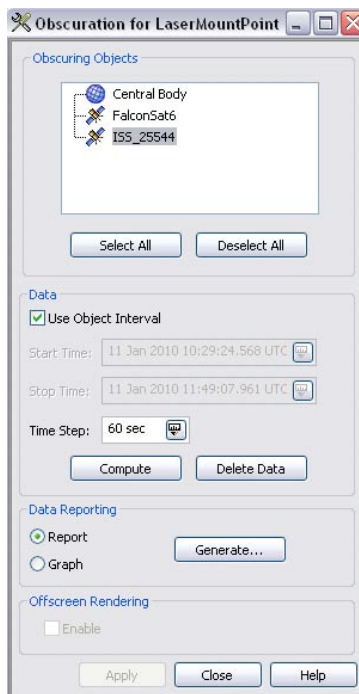 Obscuration for LaserMountPoint
Obscuring Objects
Central Body
FalconSat6
ISS_25544
Select All
Deselect All
Data
Use Object Interval
Start Time: 11 Jan 2010 10:29:24.568 UTC
Stop Time: 11 Jan 2010 11:49:07.961 UTC
Time Step: 60 sec
Compute
Delete Data
Data Reporting
Report
Graph
Generate...
Offscreen Rendering
Enable
Apply
Close
Help